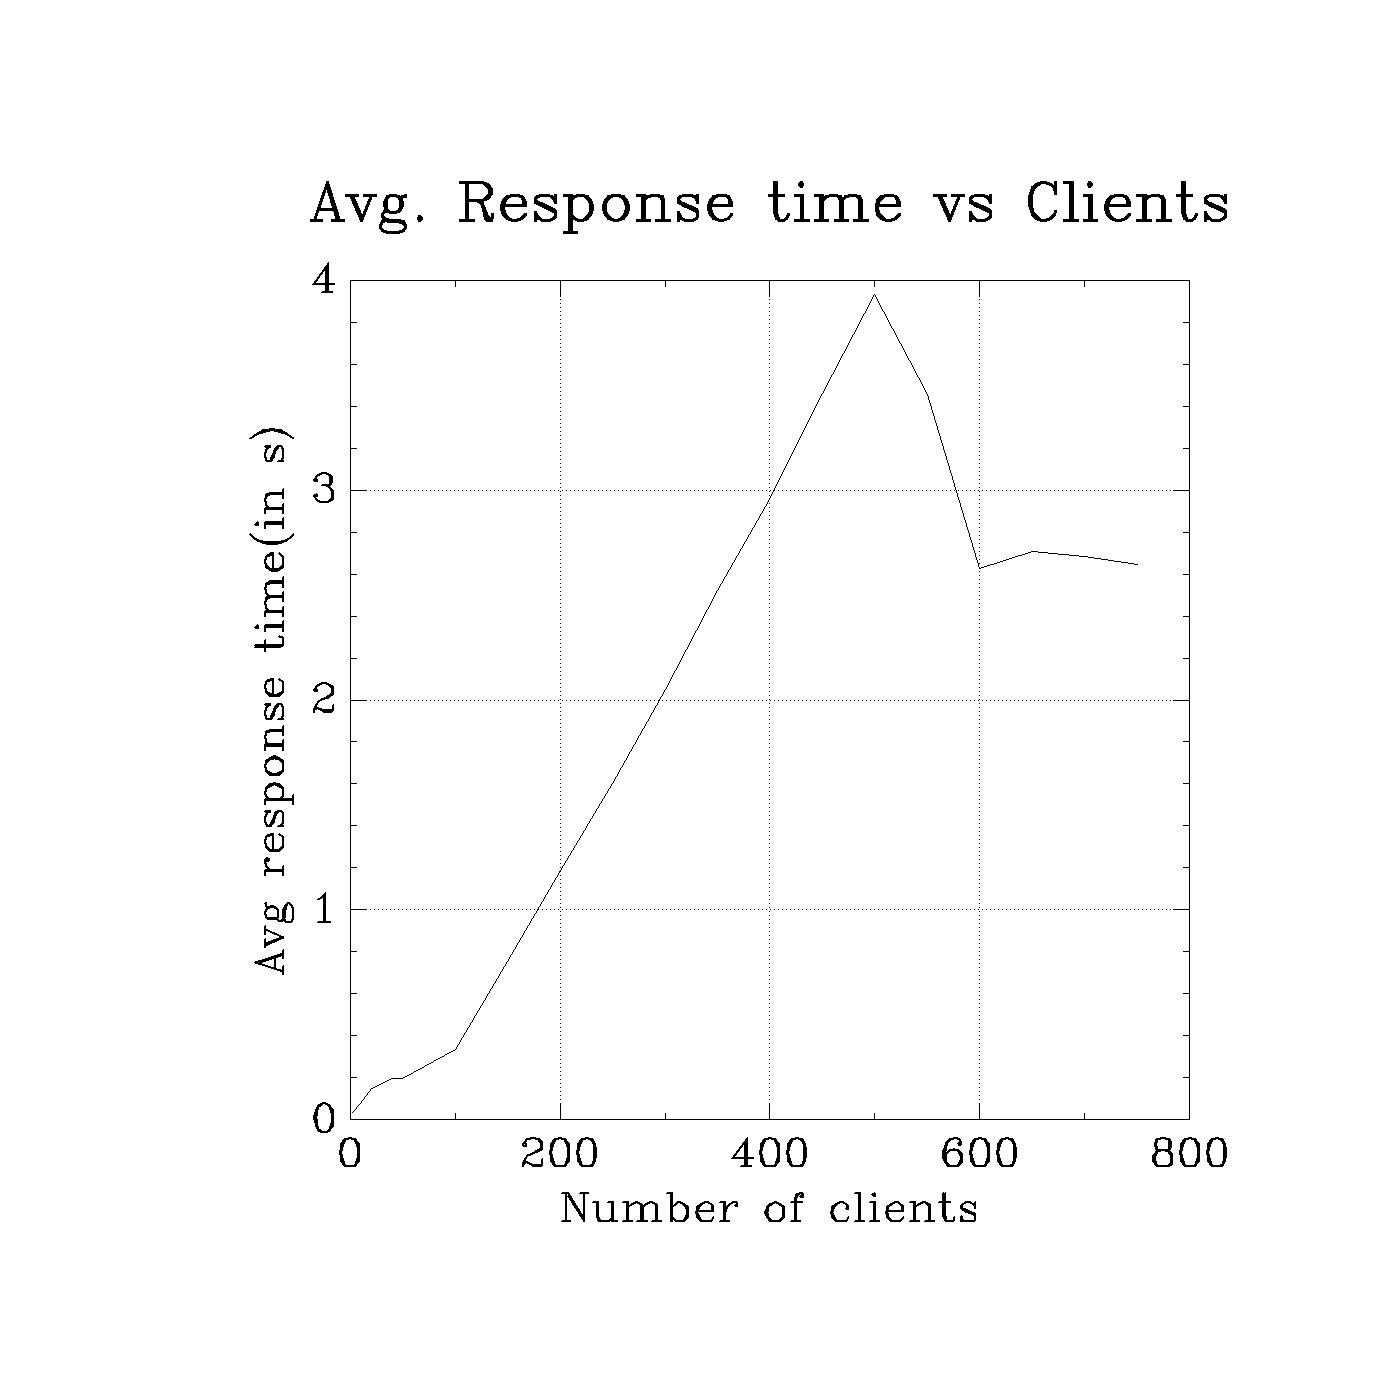 Avg. Response time vs Clients
4
3
2
1
0
Avg response time(in s)
0 200 400 600 800
Number of clients